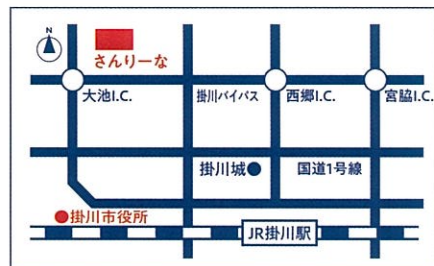 N
さんりーな
大池I.C.
掛川バイパス
西郷I.C.
宮脇I.C.
掛川城
国道1号線
掛川市役所
JR掛川駅